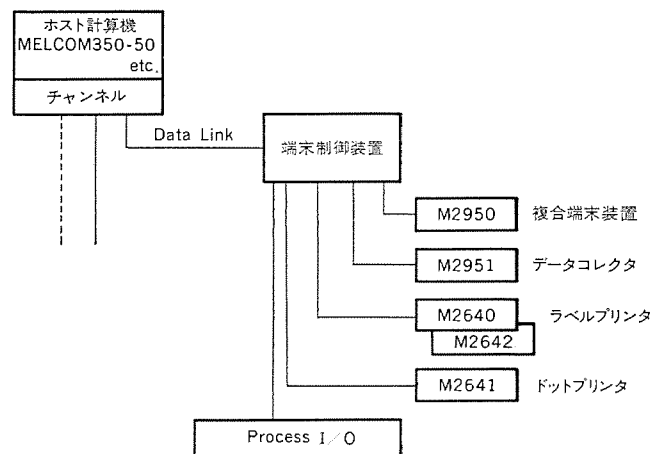 ホスト計算機
MELCOM350-50
etc.
チャンネル
Data Link
端末制御装置
M2950 複合端末装置
M2951 データコレクタ
M2640 ラベルプリンタ
M2642
M2641 ドットプリンタ
Process I/O